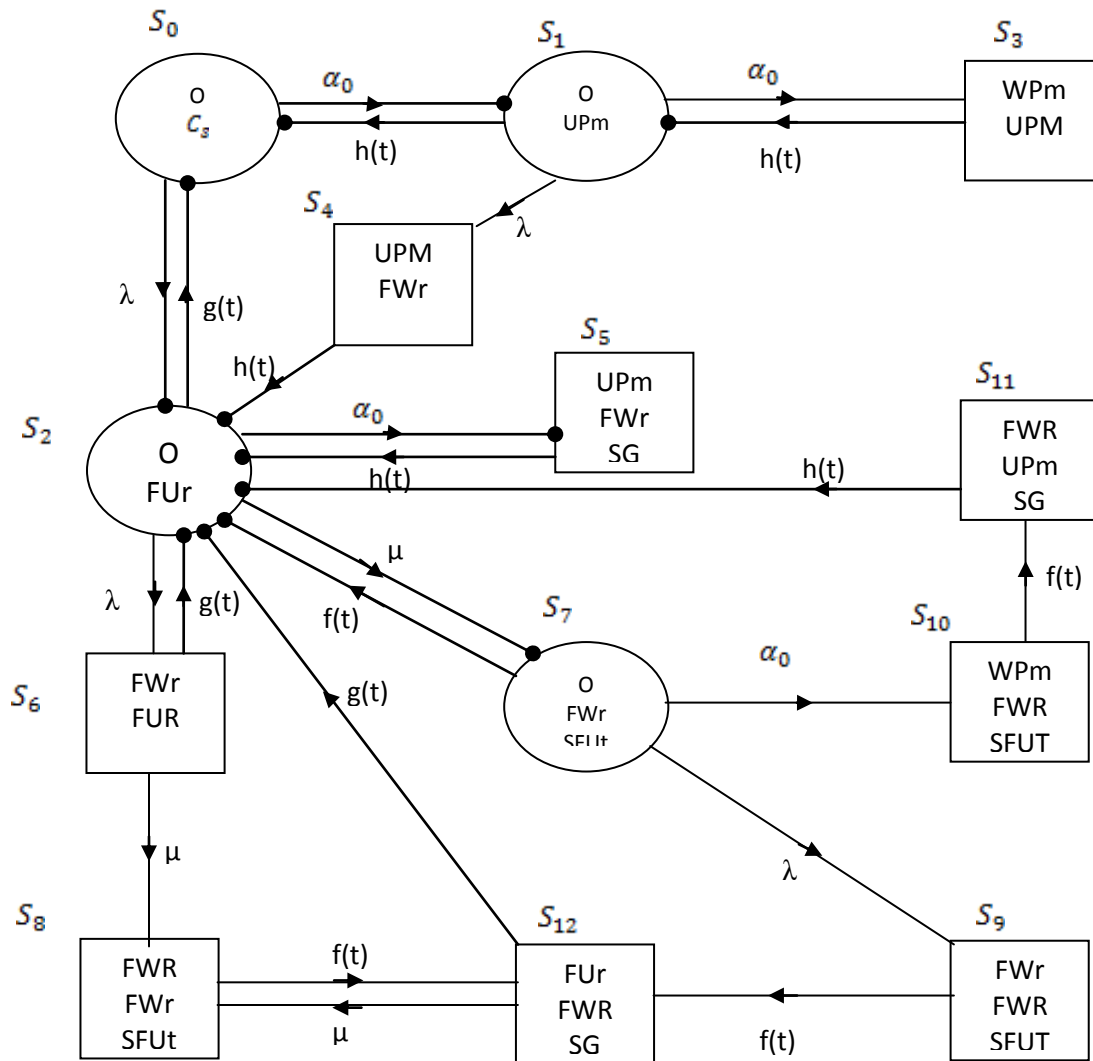 S₀
S₁
S₃
O
Cₛ
α₀
h(t)
O
UPm
α₀
h(t)
WPm
UPM
S₄
λ
UPM
FWr
λ
g(t)
h(t)
S₅
UPm
FWr
SG
S₂
O
FUr
α₀
h(t)
S₁₁
FWR
UPm
SG
h(t)
μ
f(t)
λ
g(t)
S₇
O
FWr
SFUt
α₀
S₁₀
WPm
FWR
SFUT
f(t)
S₆
FWr
FUR
g(t)
μ
λ
S₈
FWR
FWr
SFUt
f(t)
μ
S₁₂
FUr
FWR
SG
f(t)
S₉
FWr
FWR
SFUT